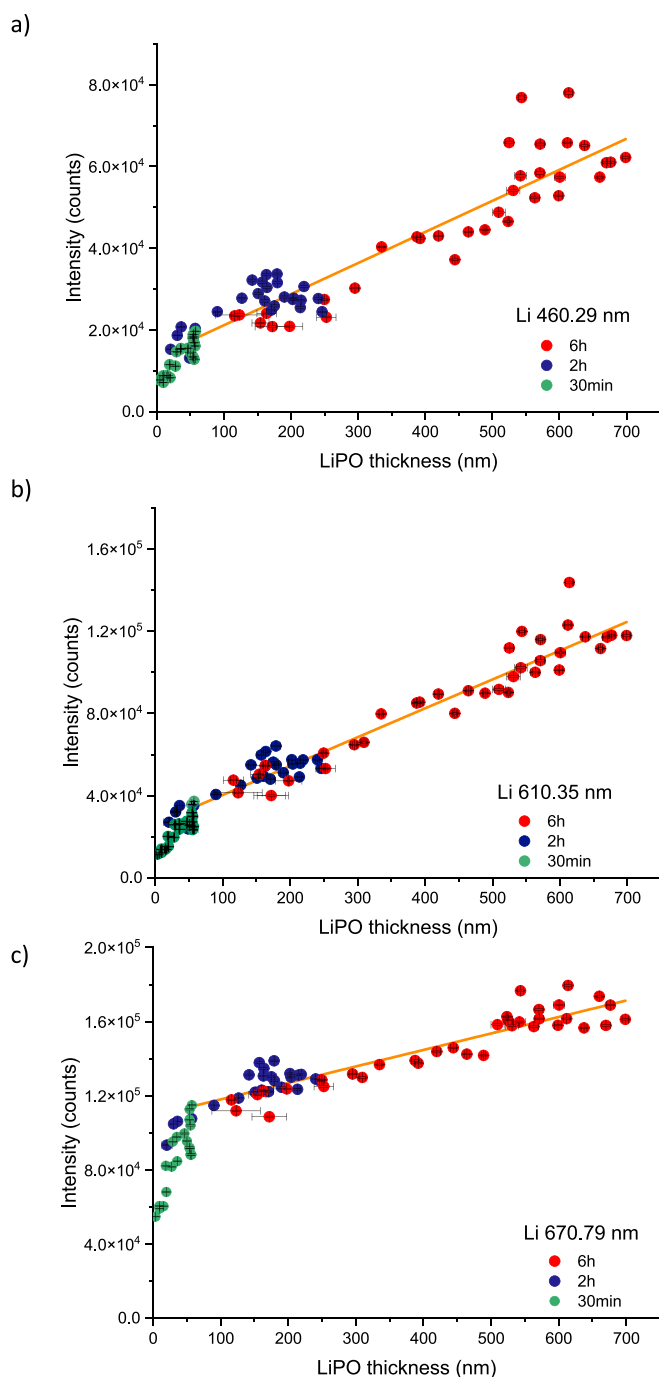 a)
8.0×10⁴
6.0×10⁴
4.0×10⁴
2.0×10⁴
0.0
Intensity (counts)
Li 460.29 nm
6h
2h
30min
0 100 200 300 400 500 600 700
LiPO thickness (nm)
b)
1.6×10⁵
1.2×10⁵
8.0×10⁴
4.0×10⁴
0.0
Intensity (counts)
Li 610.35 nm
6h
2h
30min
0 100 200 300 400 500 600 700
LiPO thickness (nm)
c)
2.0×10⁵
1.6×10⁵
1.2×10⁵
8.0×10⁴
4.0×10⁴
0.0
Intensity (counts)
Li 670.79 nm
6h
2h
30min
0 100 200 300 400 500 600 700
LiPO thickness (nm)